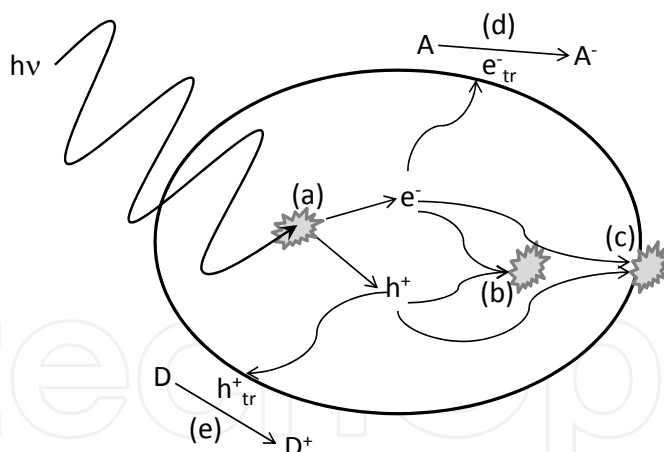 (d)
A A⁻
e⁻tr
hν
(a)
e⁻
(c)
h⁺
(b)
D h⁺tr
(e) D⁺